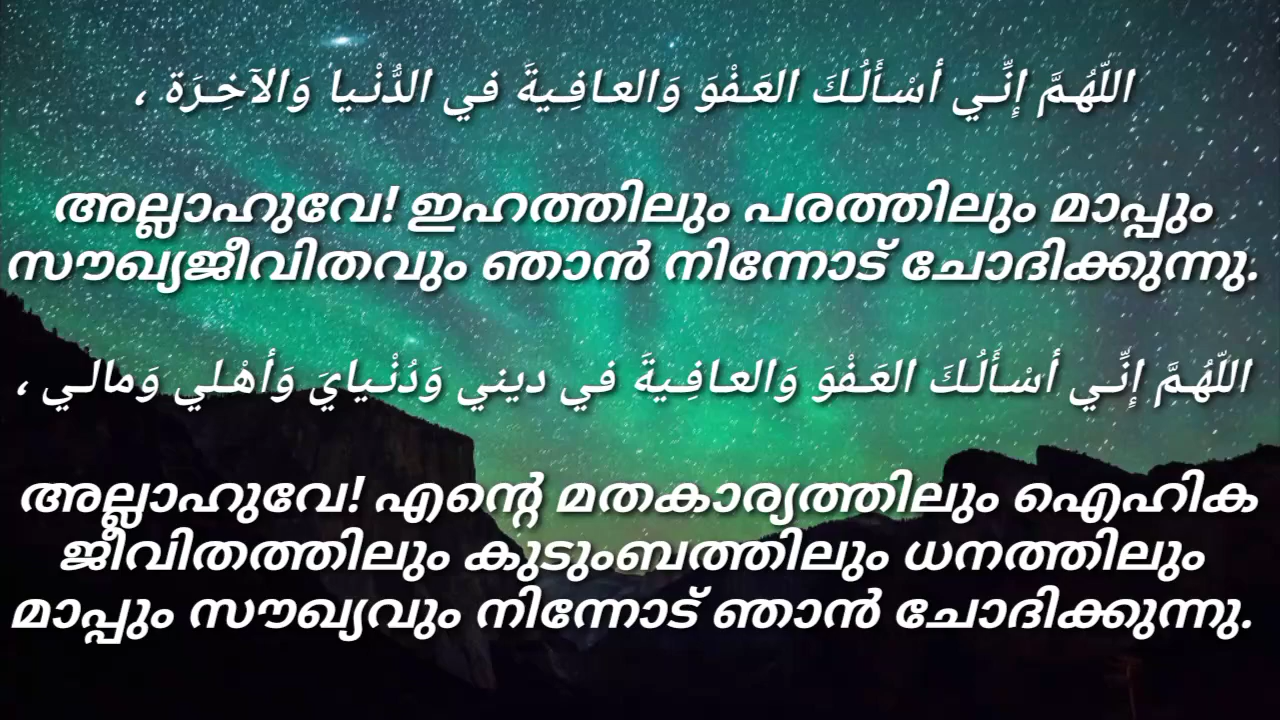 اللّهُـمَّ إِنِّـي أسْـأَلُـكَ العَـفْوَ وَالعـافِـيةَ في الدُّنْـيا وَالآخِـرَة ،
അല്ലാഹുവേ! ഇഹത്തിലും പരത്തിലും മാപ്പും
സൗഖ്യജീവിതവും ഞാൻ നിന്നോട് ചോദിക്കുന്നു.
اللّهُـمَّ إِنِّـي أسْـأَلُـكَ العَـفْوَ وَالعـافِـيةَ في ديني وَدُنْـيايَ وَأهْـلي وَمالـي ،
അല്ലാഹുവേ! എന്റെ മതകാര്യത്തിലും ഐഹിക
ജീവിതത്തിലും കുടുംബത്തിലും ധനത്തിലും
മാപ്പും സൗഖ്യവും നിന്നോട് ഞാൻ ചോദിക്കുന്നു.